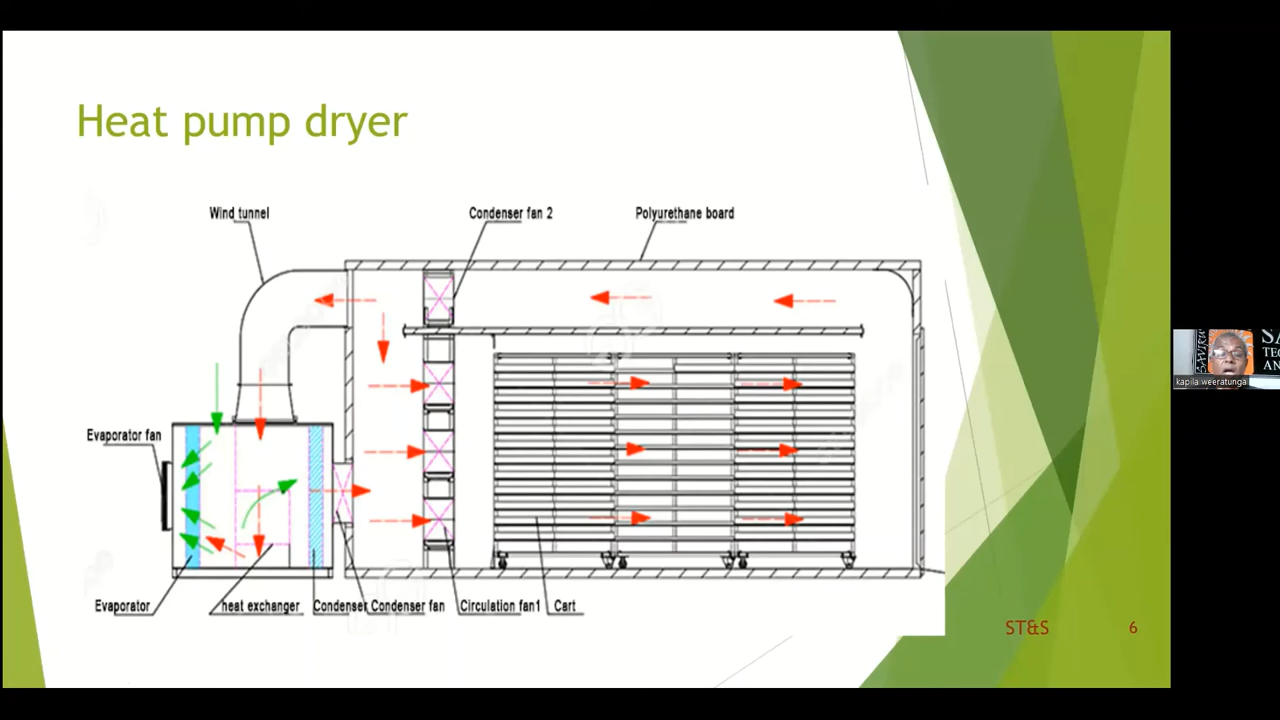 Heat pump dryer
Wind tunnel
Condenser fan 2
Polyurethane board
Evaporator fan
Evaporator
heat exchanger
Condenser
Condenser fan
Circulation fan1
Cart
ST&S
6
kapila weeratunga